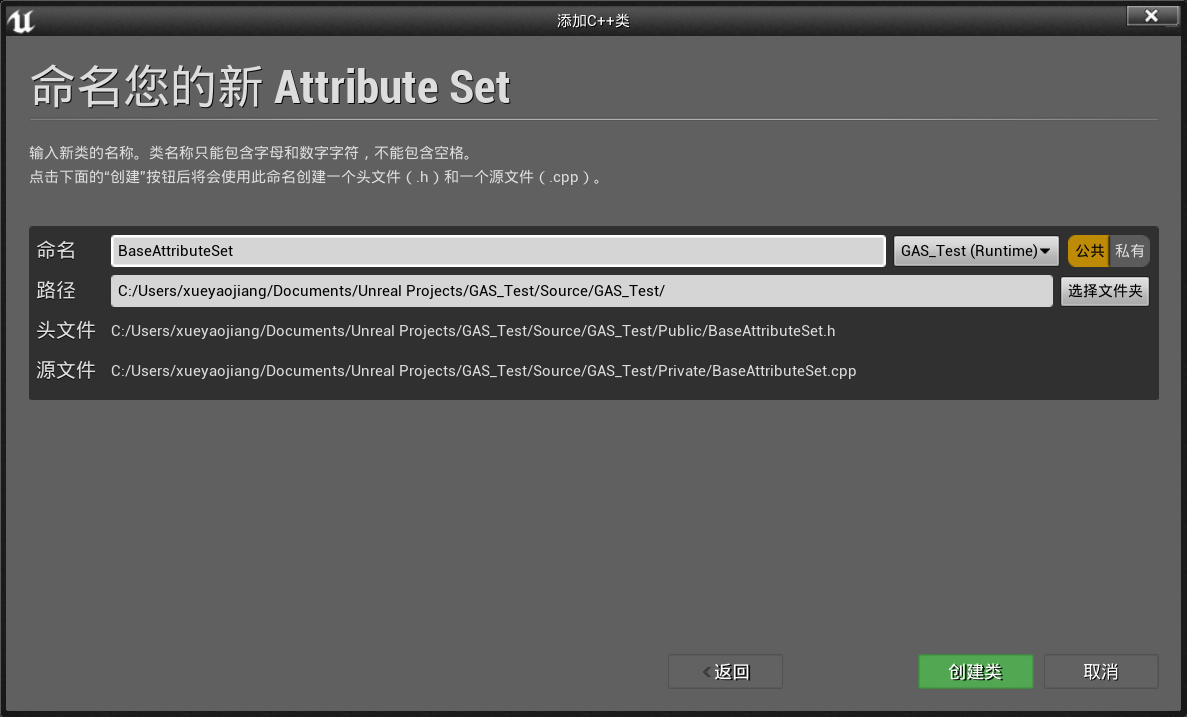 添加C++类
命名您的新 Attribute Set
输入新类的名称。类名称只能包含字母和数字字符，不能包含空格。
点击下面的“创建”按钮后将会使用此命名创建一个头文件（.h）和一个源文件（.cpp）。
命名 BaseAttributeSet GAS_Test (Runtime) 公共 私有
路径 C:/Users/xueyaojiang/Documents/Unreal Projects/GAS_Test/Source/GAS_Test/ 选择文件夹
头文件 C:/Users/xueyaojiang/Documents/Unreal Projects/GAS_Test/Source/GAS_Test/Public/BaseAttributeSet.h
源文件 C:/Users/xueyaojiang/Documents/Unreal Projects/GAS_Test/Source/GAS_Test/Private/BaseAttributeSet.cpp
返回 创建类 取消